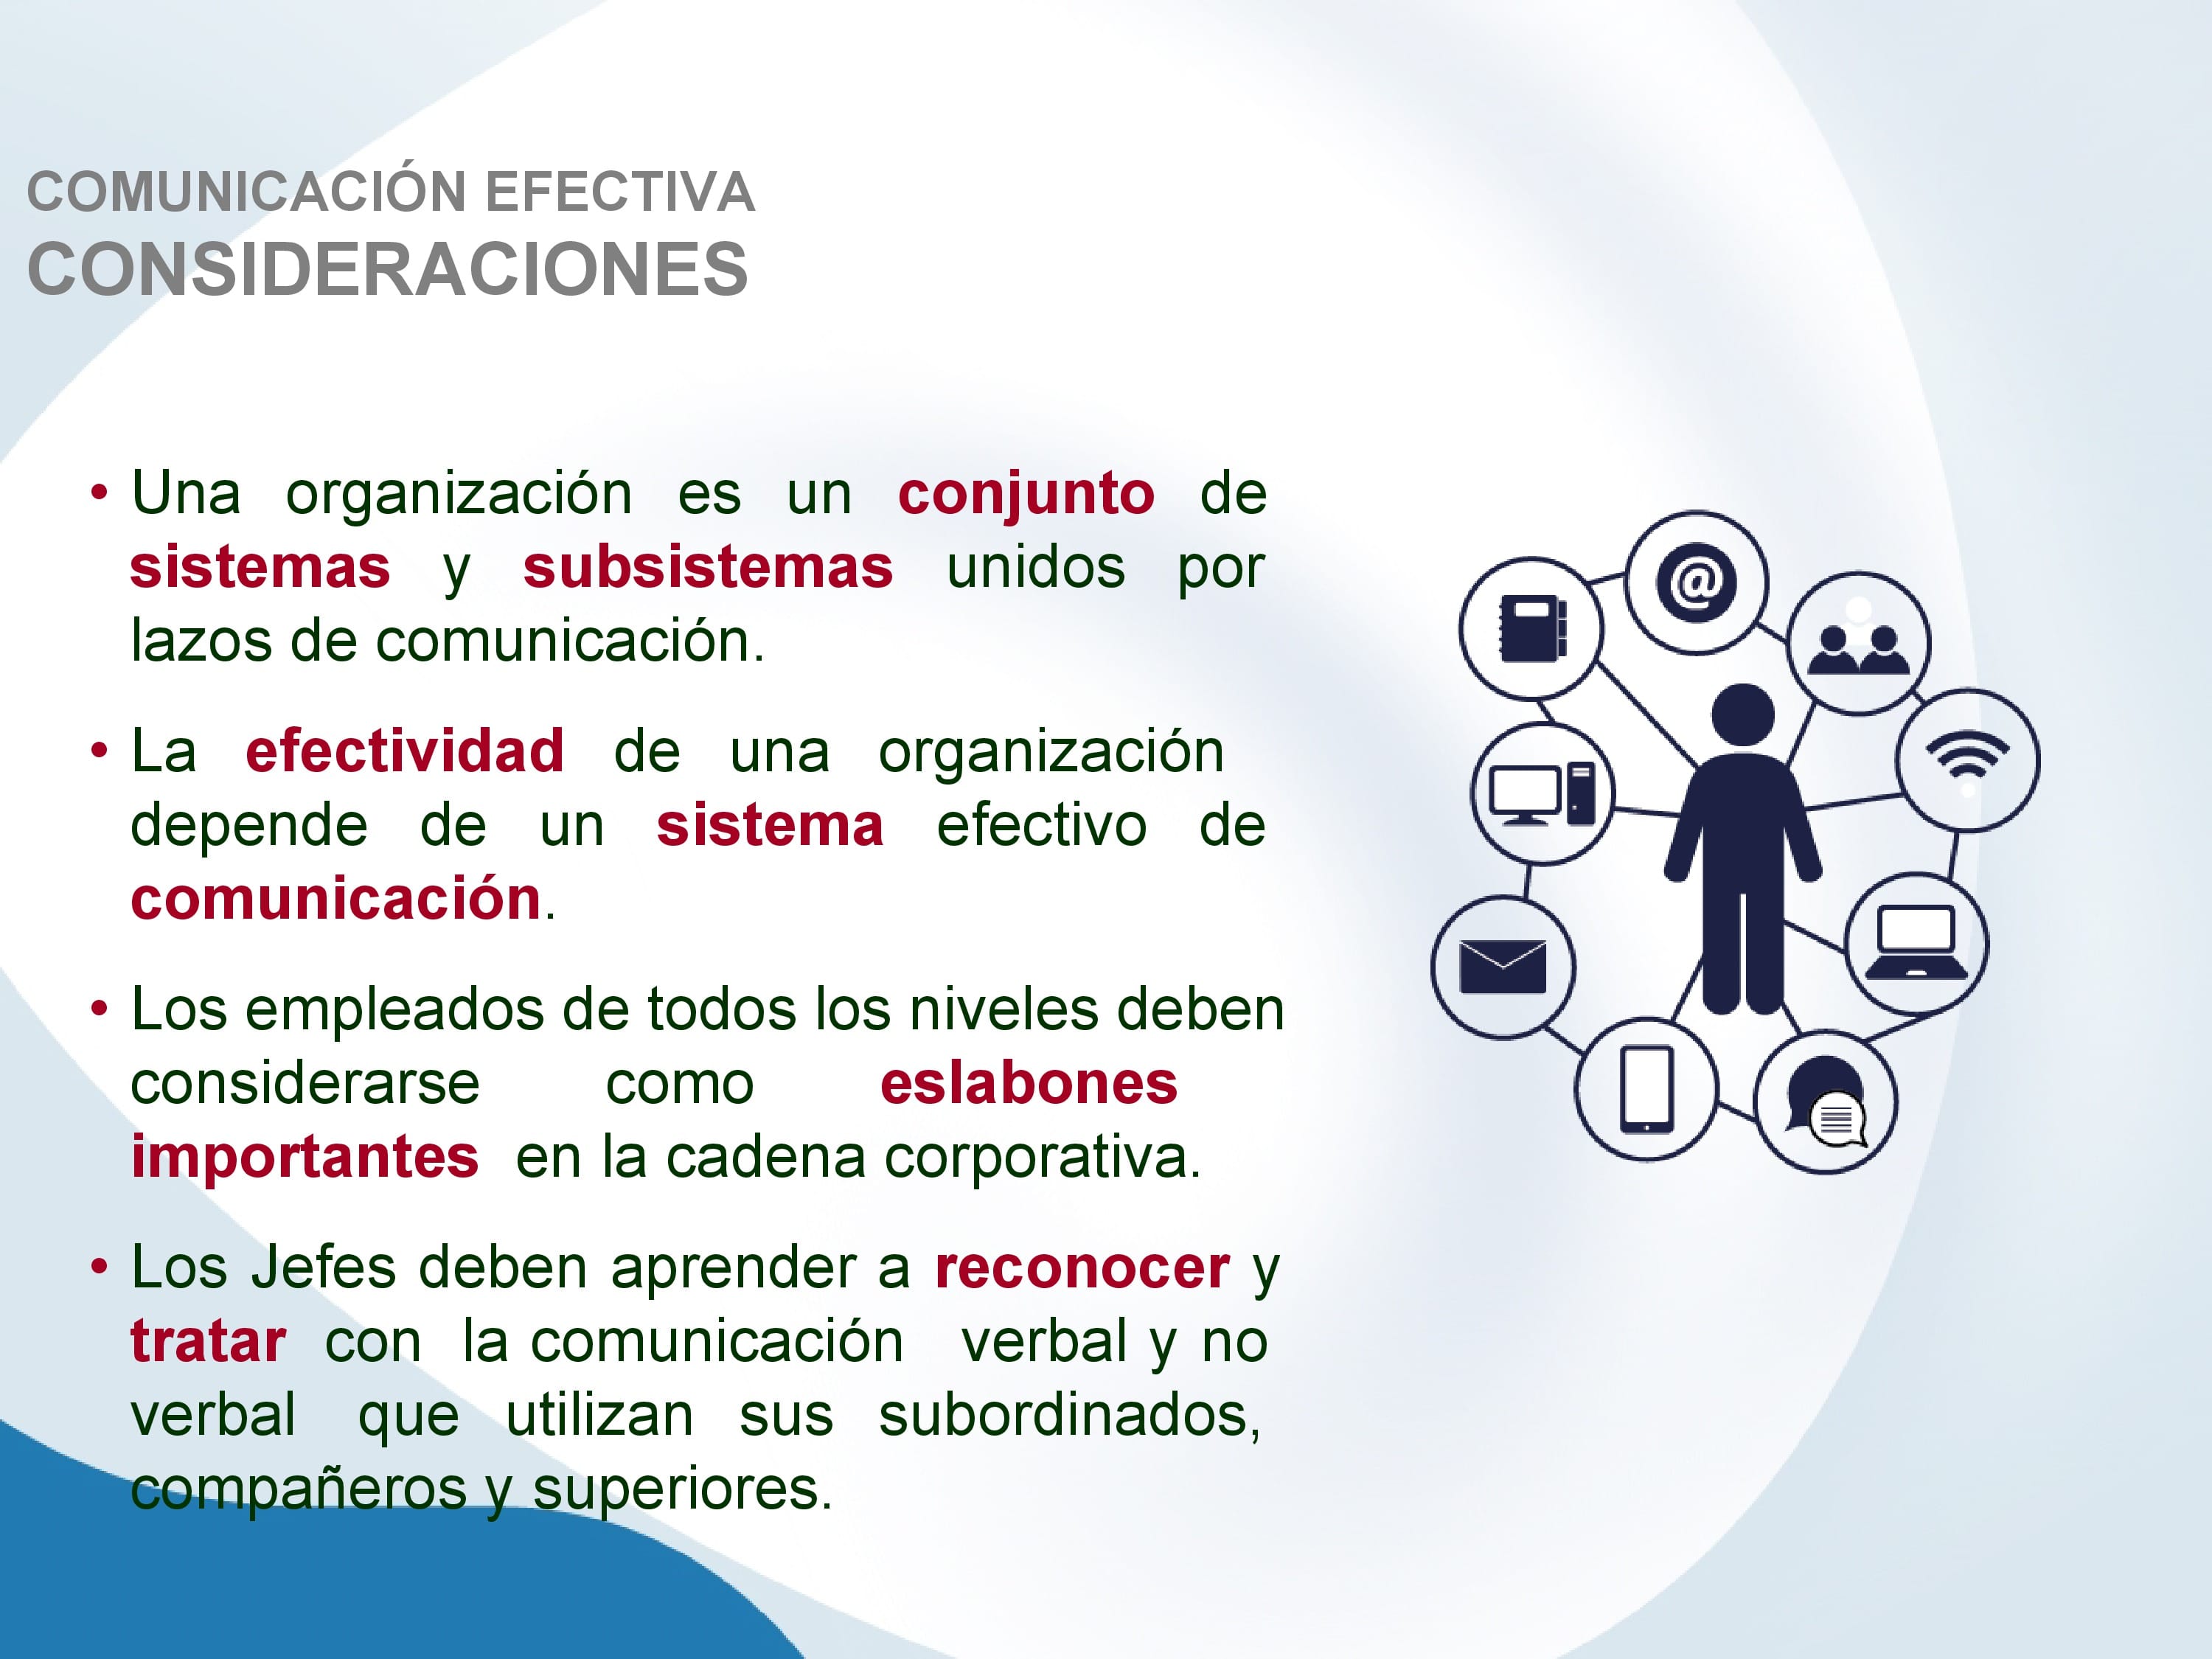 COMUNICACIÓN EFECTIVA
CONSIDERACIONES
• Una organización es un conjunto de
sistemas y subsistemas unidos por
lazos de comunicación.
• La efectividad de una organización
depende de un sistema efectivo de
comunicación.
• Los empleados de todos los niveles deben
considerarse como eslabones
importantes en la cadena corporativa.
• Los Jefes deben aprender a reconocer y
tratar con la comunicación verbal y no
verbal que utilizan sus subordinados,
compañeros y superiores.
@